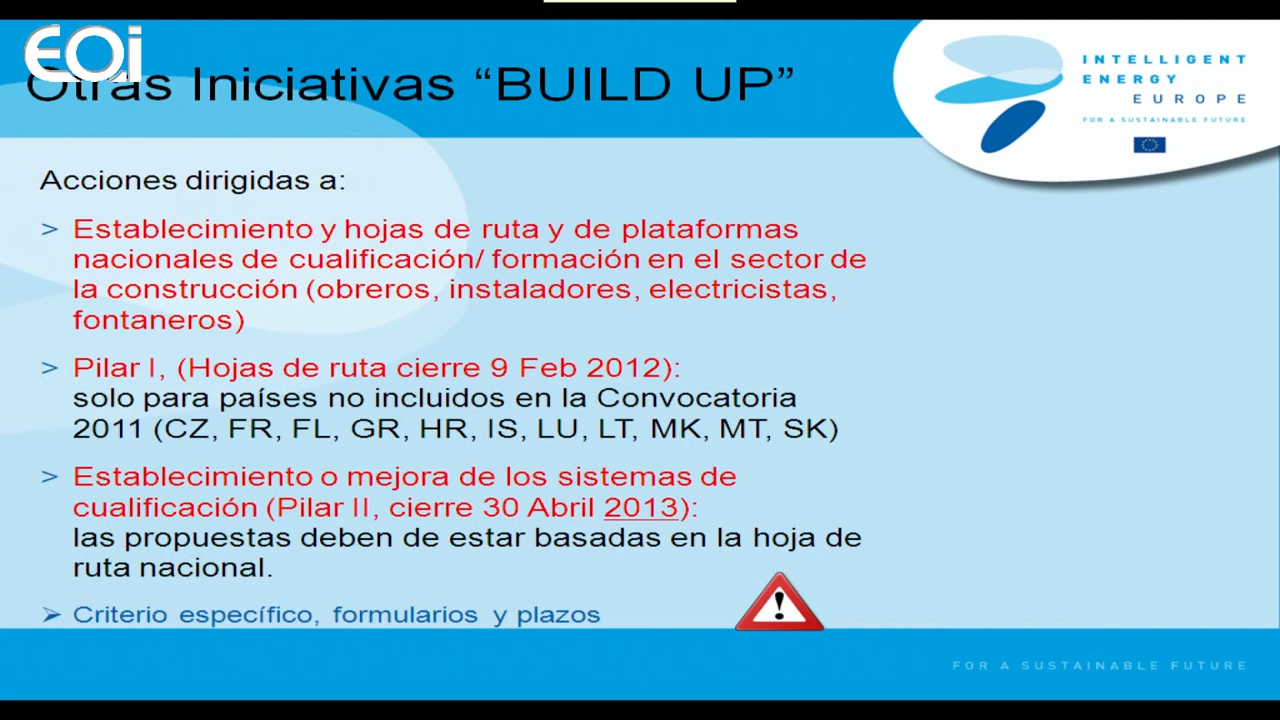 EOi
Otras Iniciativas “BUILD UP”
INTELLIGENT
ENERGY
EUROPE
FOR A SUSTAINABLE FUTURE
Acciones dirigidas a:
> Establecimiento y hojas de ruta y de plataformas
nacionales de cualificación/ formación en el sector de
la construcción (obreros, instaladores, electricistas,
fontaneros)
> Pilar I, (Hojas de ruta cierre 9 Feb 2012):
solo para países no incluidos en la Convocatoria
2011 (CZ, FR, FL, GR, HR, IS, LU, LT, MK, MT, SK)
> Establecimiento o mejora de los sistemas de
cualificación (Pilar II, cierre 30 Abril 2013):
las propuestas deben de estar basadas en la hoja de
ruta nacional.
➢ Criterio específico, formularios y plazos
!
FOR A SUSTAINABLE FUTURE